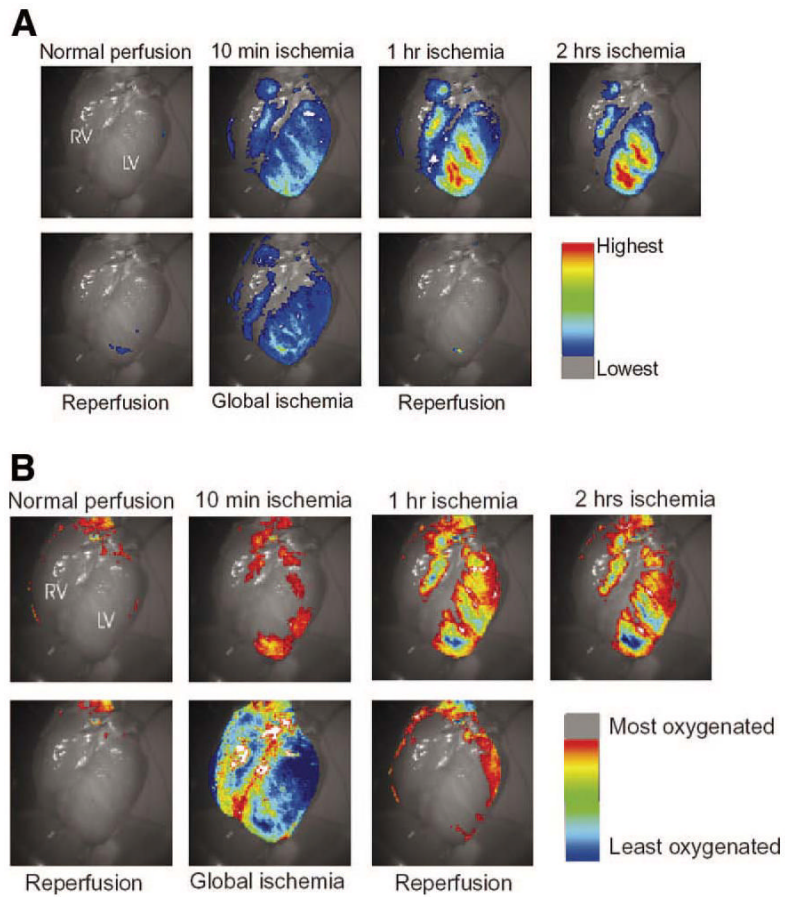 A
Normal perfusion 10 min ischemia 1 hr ischemia 2 hrs ischemia
RV
LV
Highest
Lowest
Reperfusion Global ischemia Reperfusion
B
Normal perfusion 10 min ischemia 1 hr ischemia 2 hrs ischemia
RV
LV
Most oxygenated
Least oxygenated
Reperfusion Global ischemia Reperfusion